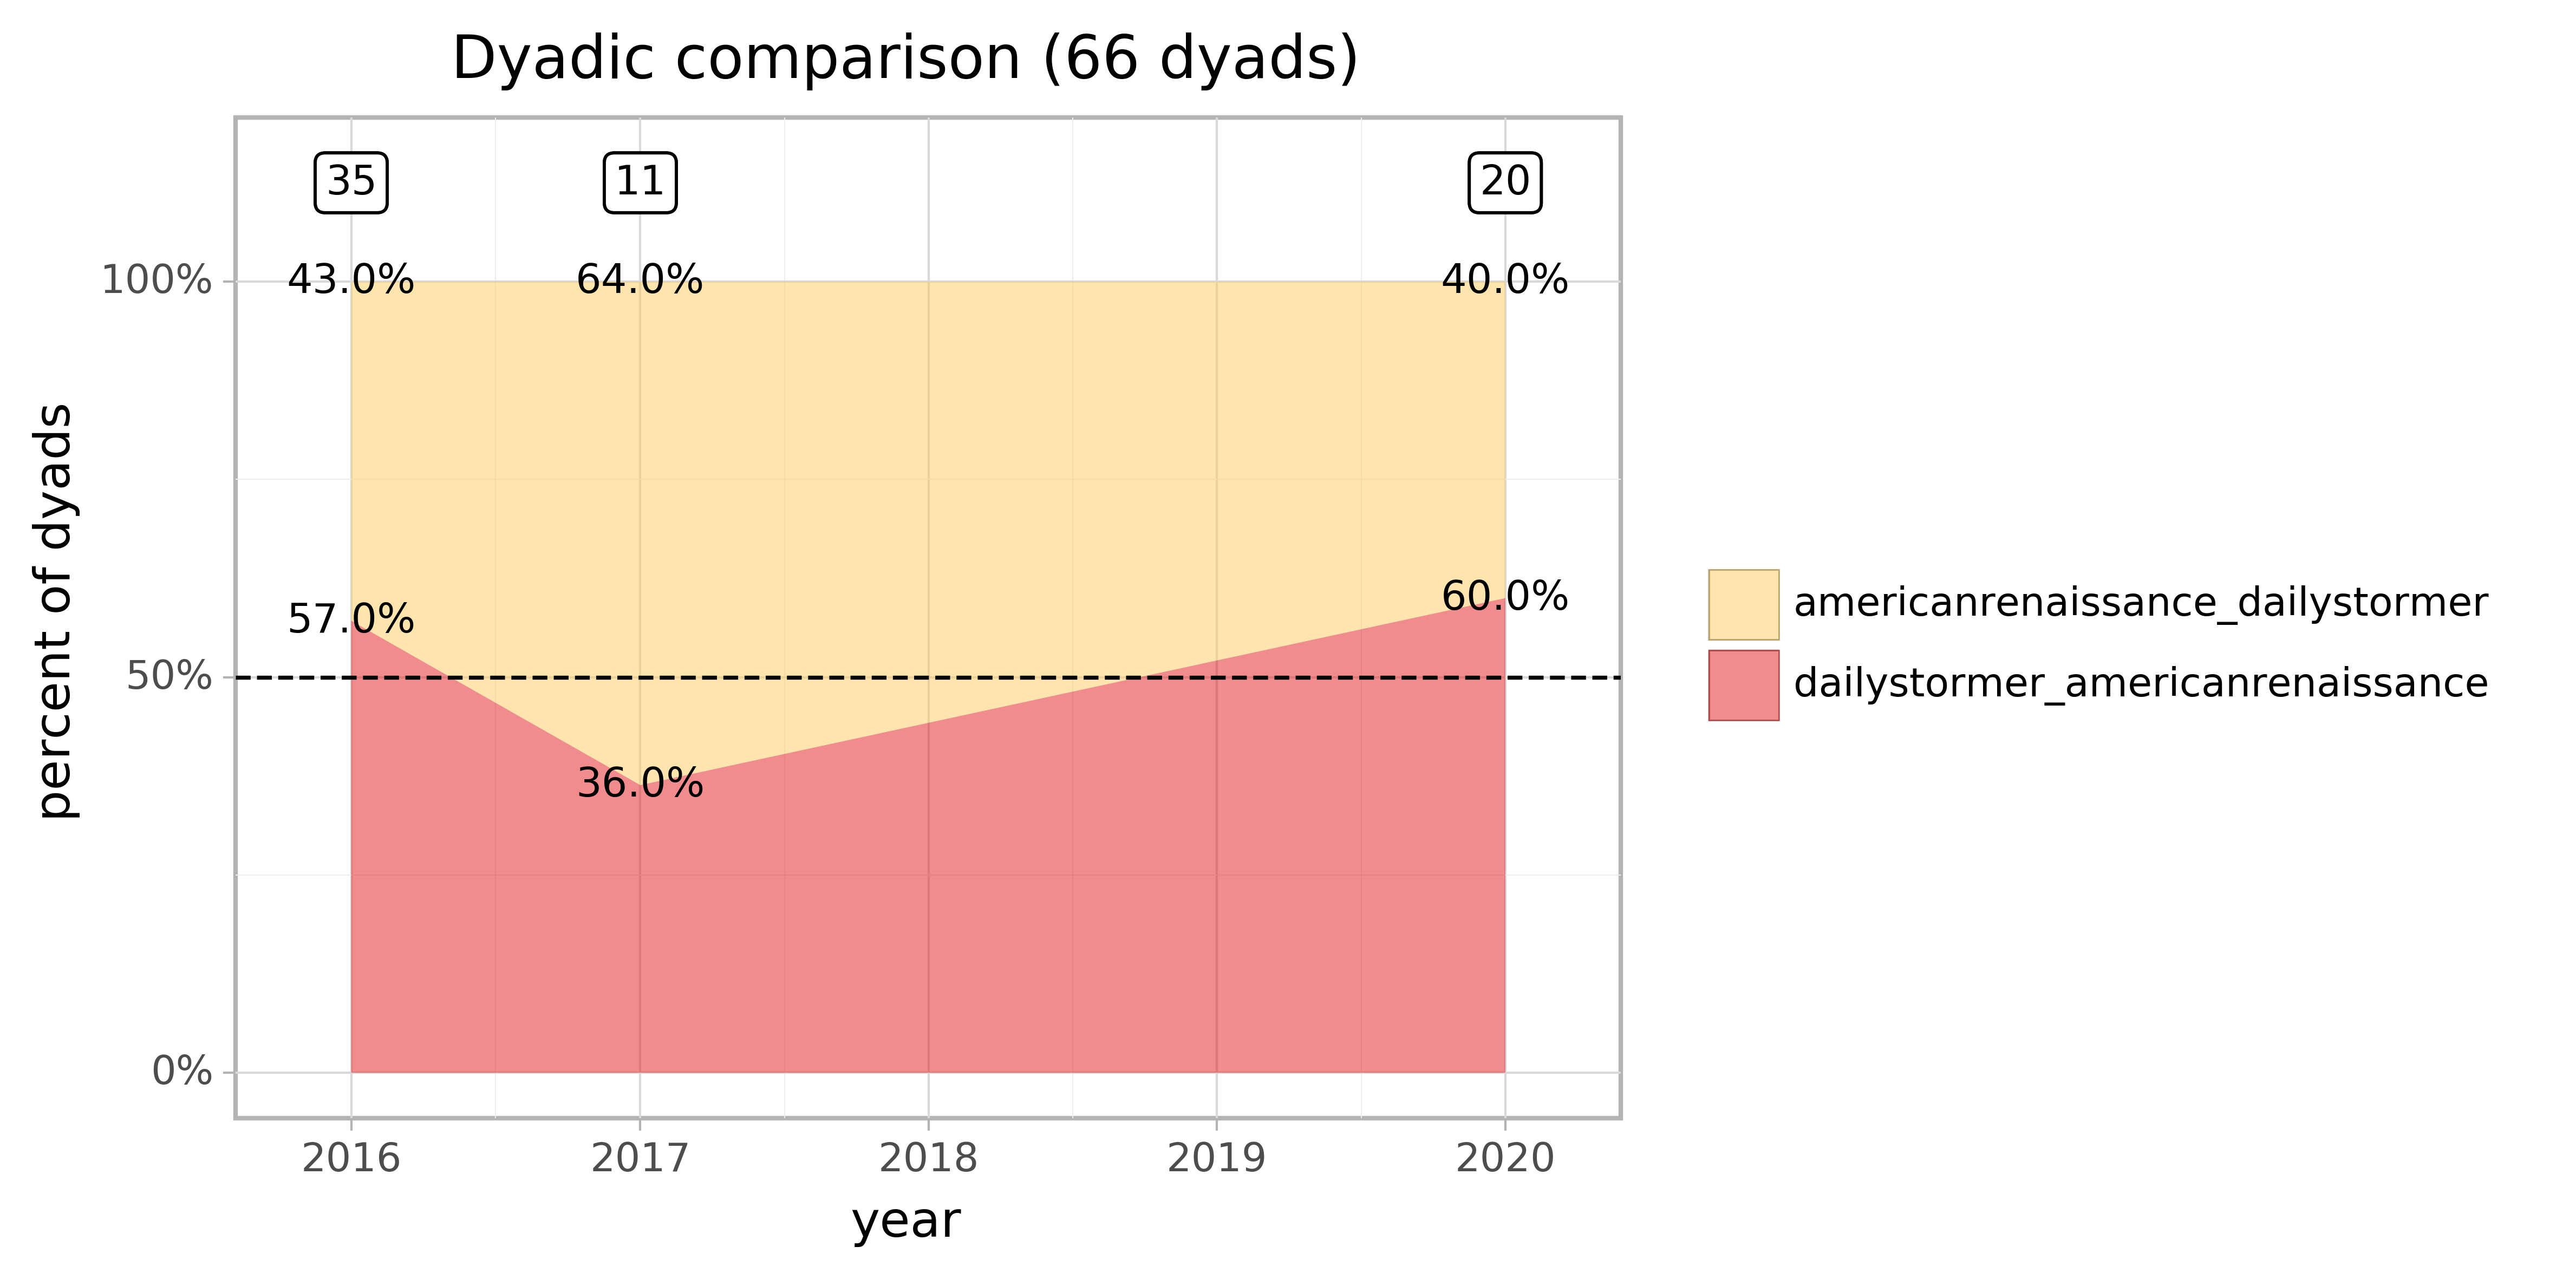 Dyadic comparison (66 dyads)
35 11 20
100% 43.0% 64.0% 40.0%
57.0% 60.0%
50%
36.0%
0%
2016 2017 2018 2019 2020
year
percent of dyads
americanrenaissance_dailystormer
dailystormer_americanrenaissance